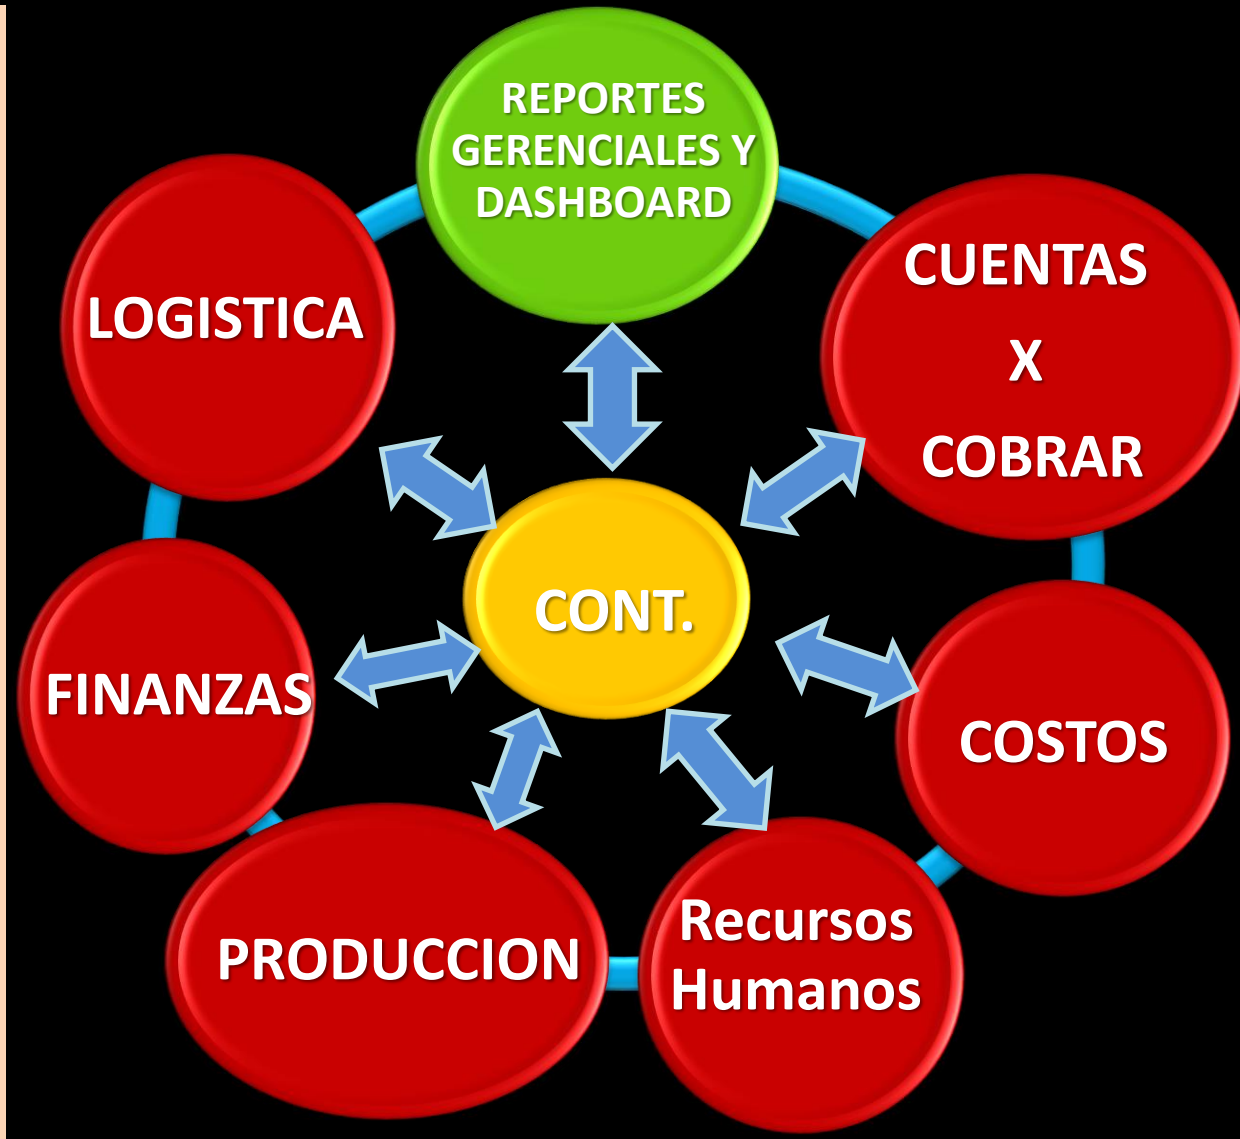 REPORTES
GERENCIALES Y
DASHBOARD
LOGISTICA
CUENTAS
X
COBRAR
CONT.
FINANZAS
COSTOS
PRODUCCION
Recursos
Humanos